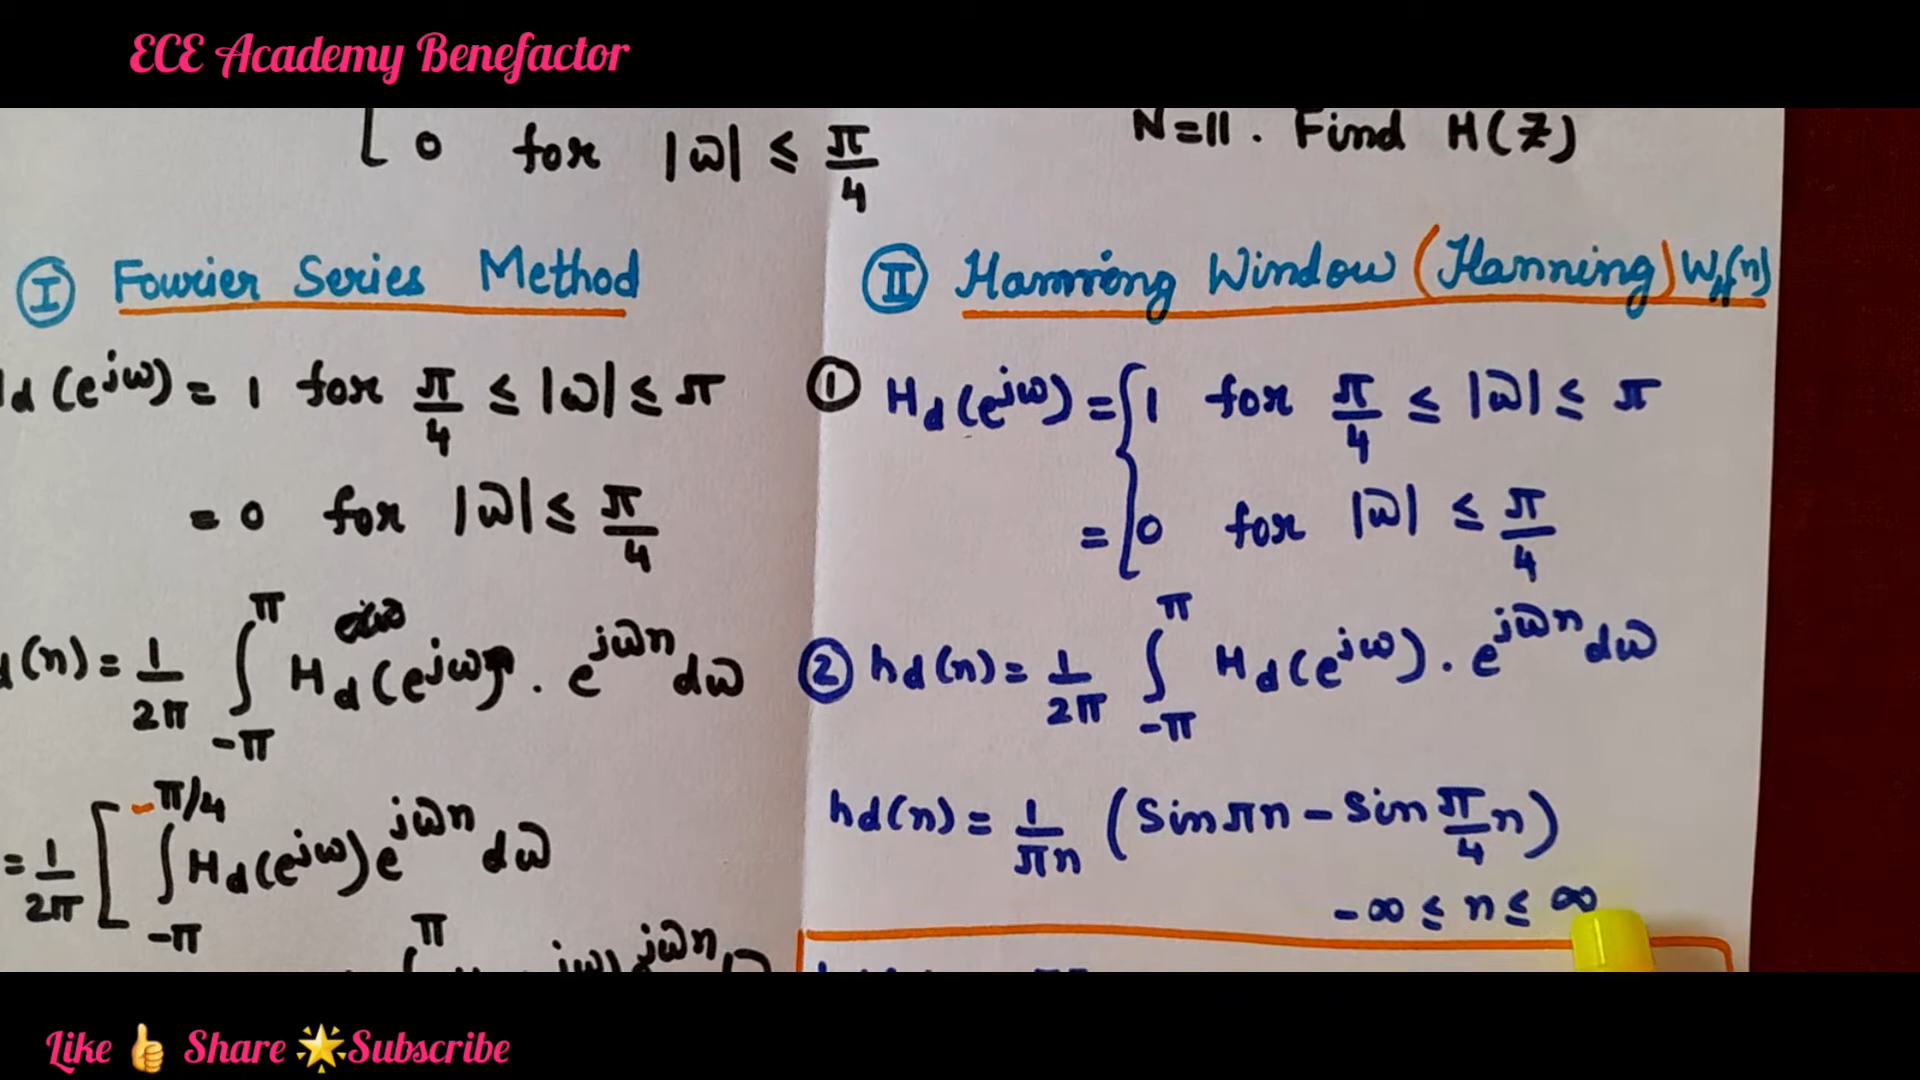 ECE Academy Benefactor
0 for |ω| ≤ π/4
N=11. Find H(Z)
I Fourier Series Method
d(e^jω) = 1 for π/4 ≤ |ω| ≤ π
= 0 for |ω| ≤ π/4
(n) = 1/2π ∫_-π^π Hd(e^jω) . e^jωn dω
= 1/2π [ ∫_-π^-π/4 Hd(e^jω) e^jωn dω
π
jωn
II Window (Hanning) WH(n)
① Hd(e^jω) = { 1 for π/4 ≤ |ω| ≤ π
= { 0 for |ω| ≤ π/4
② hd(n) = 1/2π ∫_-π^π Hd(e^jω) . e^jωn dω
hd(n) = 1/πn (Sin πn - Sin π/4 n)
-∞ ≤ n ≤ ∞
Like 👍 Share 🌟 Subscribe